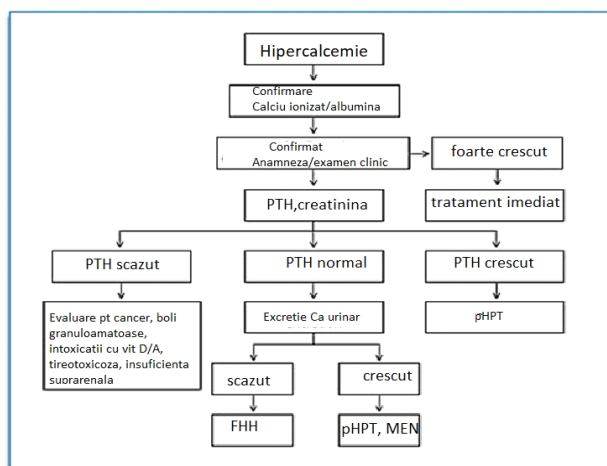 Hipercalcemie
Confirmare
Calciu ionizat/albumina
Confirmat
Anamneza/examen clinic
foarte crescut
PTH,creatinina
tratament imediat
PTH scazut
PTH normal
PTH crescut
Evaluare pt cancer, boli
granuloamatoase,
intoxicatii cu vit D/A,
tireotoxicoza, insuficienta
suprarenala
Excretie Ca urinar
pHPT
scazut
crescut
FHH
pHPT, MEN